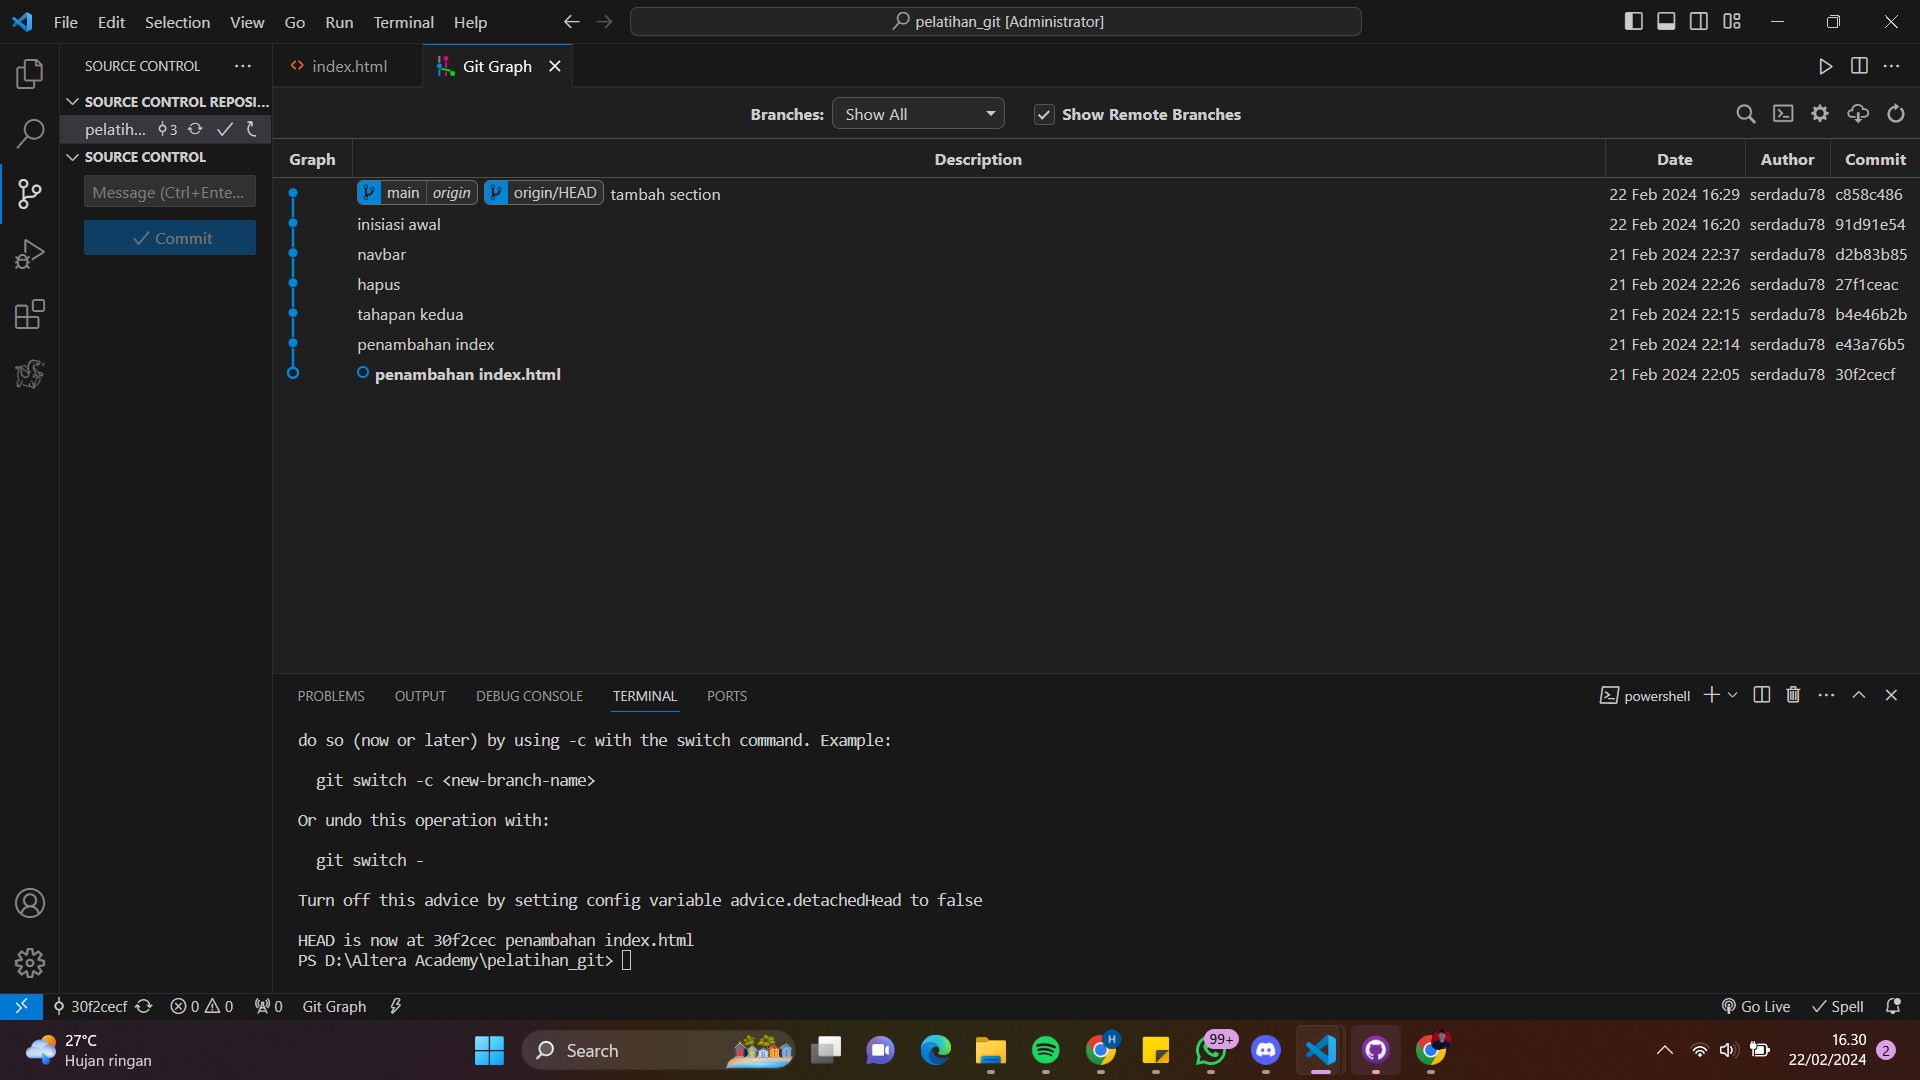 File Edit Selection View Go Run Terminal Help
pelatihan_git [Administrator]
SOURCE CONTROL
index.html
Git Graph
SOURCE CONTROL REPOSI...
pelatih... 3
SOURCE CONTROL
Message (Ctrl+Ente...
Commit
Branches: Show All Show Remote Branches
Graph Description Date Author Commit
main origin origin/HEAD tambah section 22 Feb 2024 16:29 serdadu78 c858c486
inisiasi awal 22 Feb 2024 16:20 serdadu78 91d91e54
navbar 21 Feb 2024 22:37 serdadu78 d2b83b85
hapus 21 Feb 2024 22:26 serdadu78 27f1ceac
tahapan kedua 21 Feb 2024 22:15 serdadu78 b4e46b2b
penambahan index 21 Feb 2024 22:14 serdadu78 e43a76b5
penambahan index.html 21 Feb 2024 22:05 serdadu78 30f2cecf
PROBLEMS OUTPUT DEBUG CONSOLE TERMINAL PORTS
powershell
do so (now or later) by using -c with the switch command. Example:
git switch -c <new-branch-name>
Or undo this operation with:
git switch -
Turn off this advice by setting config variable advice.detachedHead to false
HEAD is now at 30f2cec penambahan index.html
PS D:\Altera Academy\pelatihan_git>
30f2cecf 0 0 0 Git Graph
Go Live Spell
27°C
Hujan ringan
Search
H
99+
16.30
22/02/2024
2